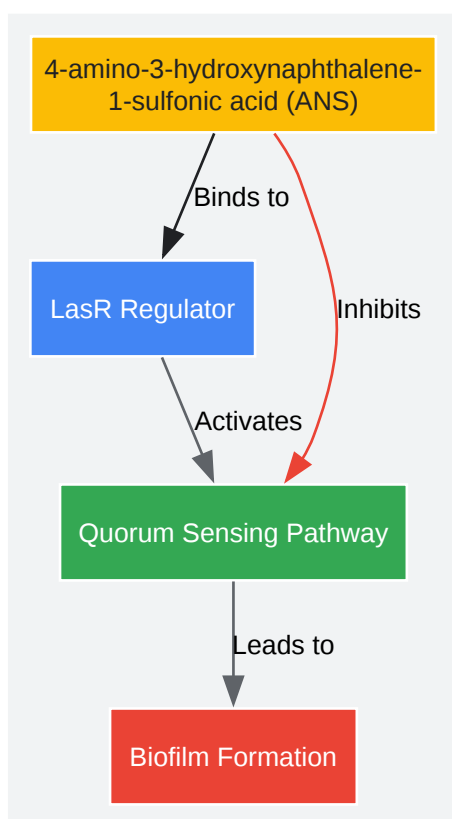 4-amino-3-hydroxynaphthalene-
1-sulfonic acid (ANS)
Binds to
LasR Regulator
Inhibits
Activates
Quorum Sensing Pathway
Leads to
Biofilm Formation